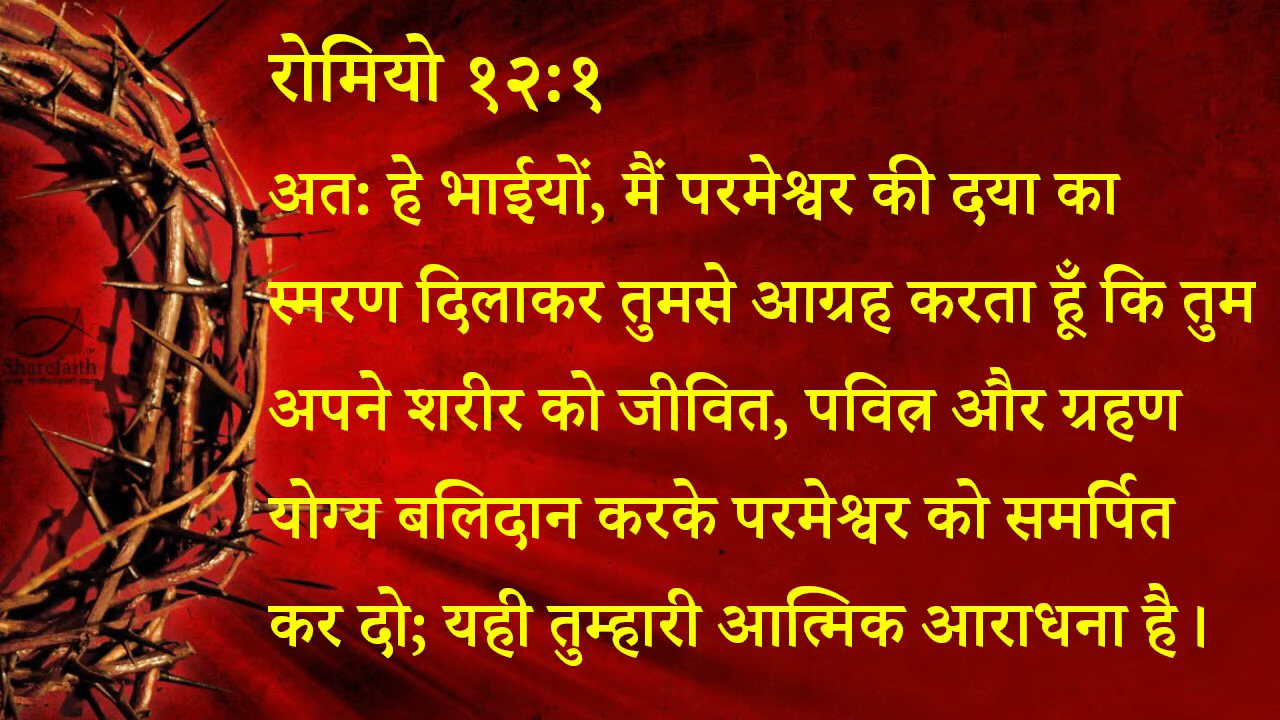 रोमियो १२:१
अत: हे भाईयों, मैं परमेश्वर की दया का
स्मरण दिलाकर तुमसे आग्रह करता हूँ कि तुम
अपने शरीर को जीवित, पवित्र और ग्रहण
योग्य बलिदान करके परमेश्वर को समर्पित
कर दो; यही तुम्हारी आत्मिक आराधना है।
Sharefaith